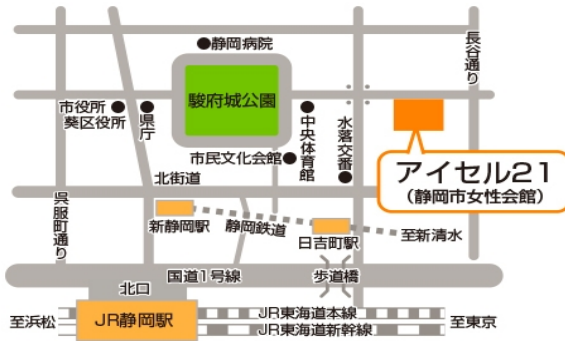 静岡病院
長谷通り
駿府城公園
市役所
葵区役所
県庁
中央体育館
水落交番
市民文化会館
アイセル21
(静岡市女性会館)
北街道
呉服町通り
新静岡駅
静岡鉄道
日吉町駅
至新清水
国道1号線
歩道橋
北口
至浜松
JR静岡駅
JR東海道本線
JR東海道新幹線
至東京